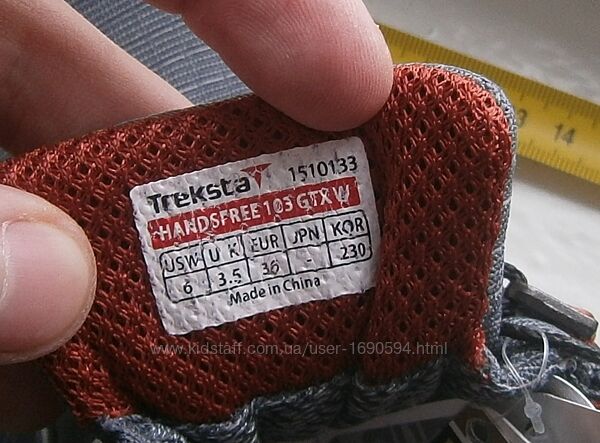 Treksta 1510133
HANDSFREE 103 GTX W
USW U K EUR JPN KOR
6 3.5 36 - 230
Made in China
www.kidstaff.com.ua/user-1690594.html
14